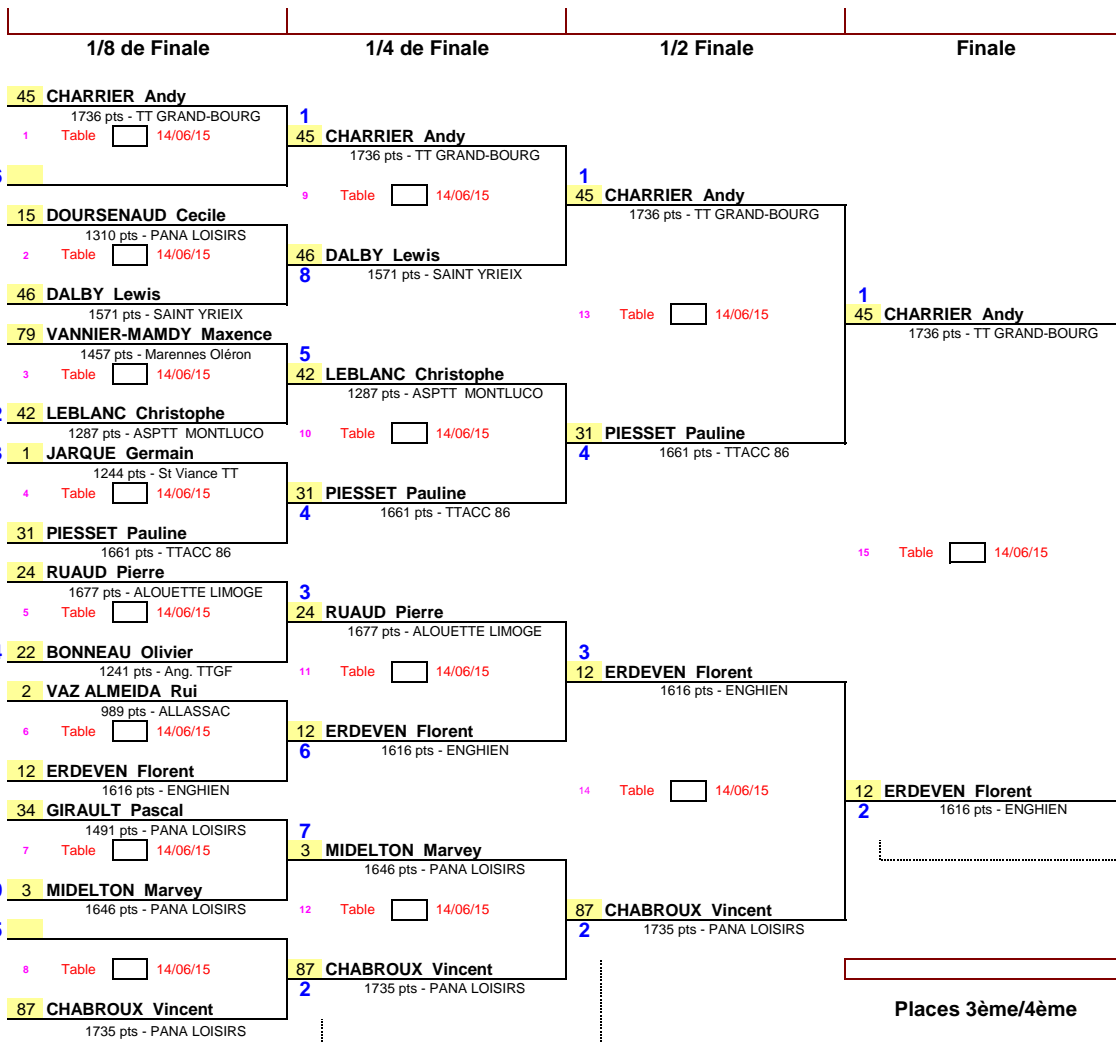 1/8 de Finale
1/4 de Finale
1/2 Finale
Finale
45 CHARRIER Andy
1736 pts - TT GRAND-BOURG
1 Table 14/06/15
15 DOURSENAUD Cecile
1310 pts - PANA LOISIRS
2 Table 14/06/15
46 DALBY Lewis
1571 pts - SAINT YRIEIX
79 VANNIER-MAMDY Maxence
1457 pts - Marennes Oléron
3 Table 14/06/15
42 LEBLANC Christophe
1287 pts - ASPTT MONTLUCO
1 JARQUE Germain
1244 pts - St Viance TT
4 Table 14/06/15
31 PIESSET Pauline
1661 pts - TTACC 86
24 RUAUD Pierre
1677 pts - ALOUETTE LIMOGE
5 Table 14/06/15
22 BONNEAU Olivier
1241 pts - Ang. TTGF
2 VAZ ALMEIDA Rui
989 pts - ALLASSAC
6 Table 14/06/15
12 ERDEVEN Florent
1616 pts - ENGHIEN
34 GIRAULT Pascal
1491 pts - PANA LOISIRS
7 Table 14/06/15
3 MIDELTON Marvey
1646 pts - PANA LOISIRS
8 Table 14/06/15
87 CHABROUX Vincent
1735 pts - PANA LOISIRS
1
45 CHARRIER Andy
1736 pts - TT GRAND-BOURG
9 Table 14/06/15
46 DALBY Lewis
8 1571 pts - SAINT YRIEIX
5
42 LEBLANC Christophe
1287 pts - ASPTT MONTLUCO
10 Table 14/06/15
31 PIESSET Pauline
4 1661 pts - TTACC 86
3
24 RUAUD Pierre
1677 pts - ALOUETTE LIMOGE
11 Table 14/06/15
12 ERDEVEN Florent
6 1616 pts - ENGHIEN
7
3 MIDELTON Marvey
1646 pts - PANA LOISIRS
12 Table 14/06/15
87 CHABROUX Vincent
2 1735 pts - PANA LOISIRS
1
45 CHARRIER Andy
1736 pts - TT GRAND-BOURG
13 Table 14/06/15
31 PIESSET Pauline
4 1661 pts - TTACC 86
3
12 ERDEVEN Florent
1616 pts - ENGHIEN
14 Table 14/06/15
87 CHABROUX Vincent
2 1735 pts - PANA LOISIRS
1
45 CHARRIER Andy
1736 pts - TT GRAND-BOURG
15 Table 14/06/15
12 ERDEVEN Florent
2 1616 pts - ENGHIEN
Places 3ème/4ème